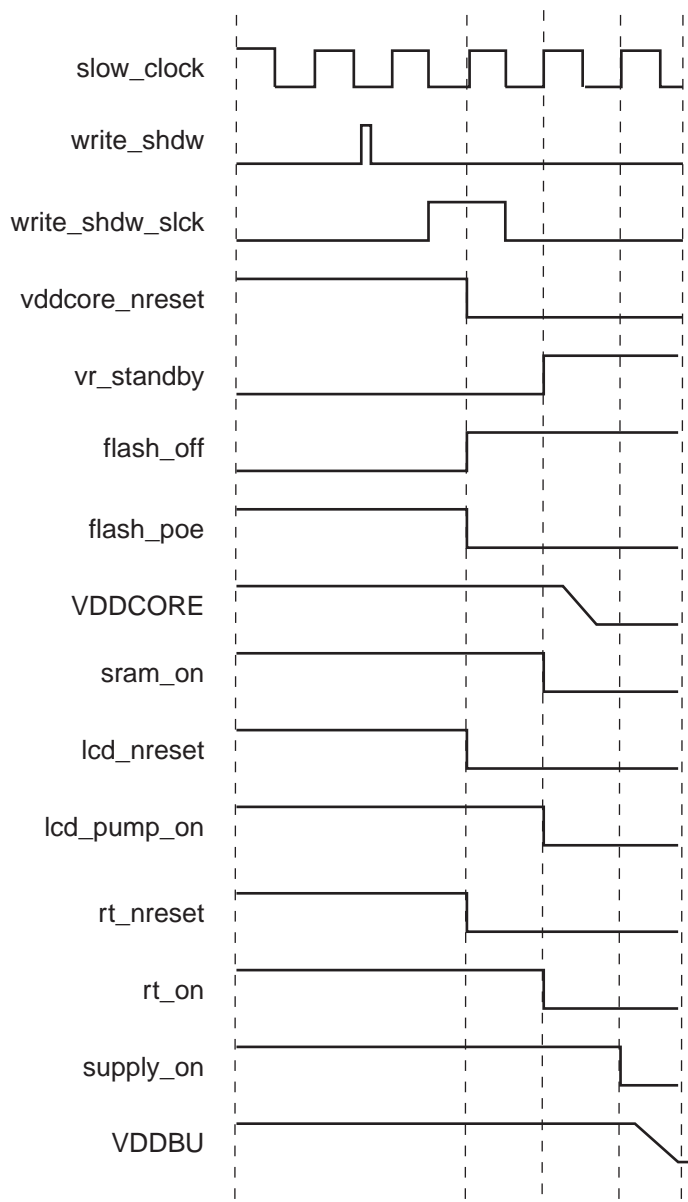 slow_clock
write_shdw
write_shdw_slck
vddcore_nreset
vr_standby
flash_off
flash_poe
VDDCORE
sram_on
lcd_nreset
lcd_pump_on
rt_nreset
rt_on
supply_on
VDDBU